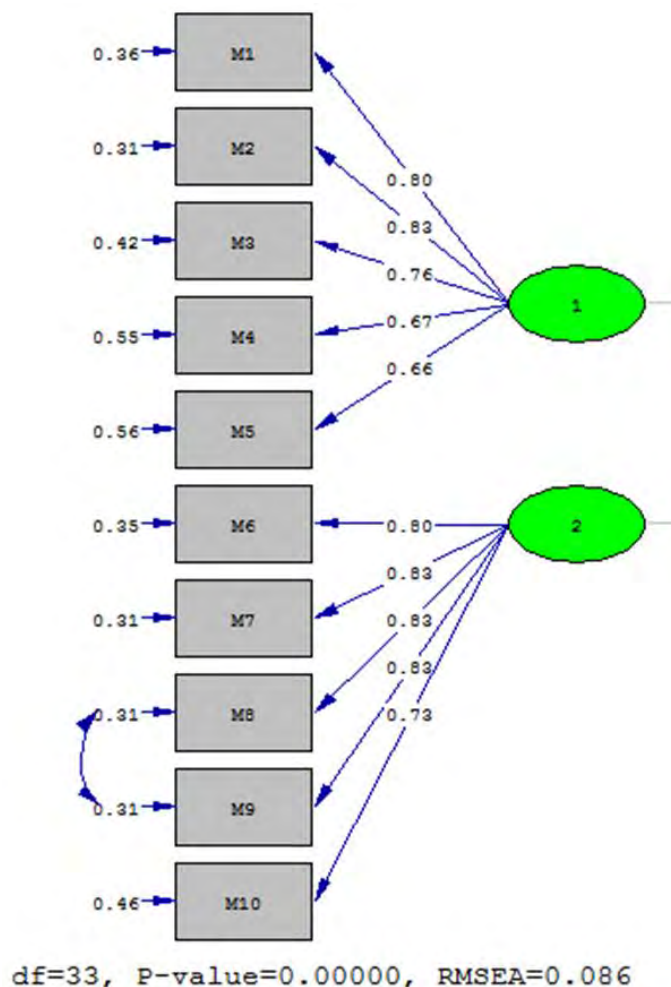 0.36 M1
0.80
0.31 M2
0.83
0.42 M3
0.76
1
0.55 M4
0.67
0.66
0.56 M5
0.35 M6 0.80 2
0.83
0.31 M7
0.83
0.83
0.31 M8 0.73
0.31 M9
0.46 M10
df=33, P-value=0.00000, RMSEA=0.086